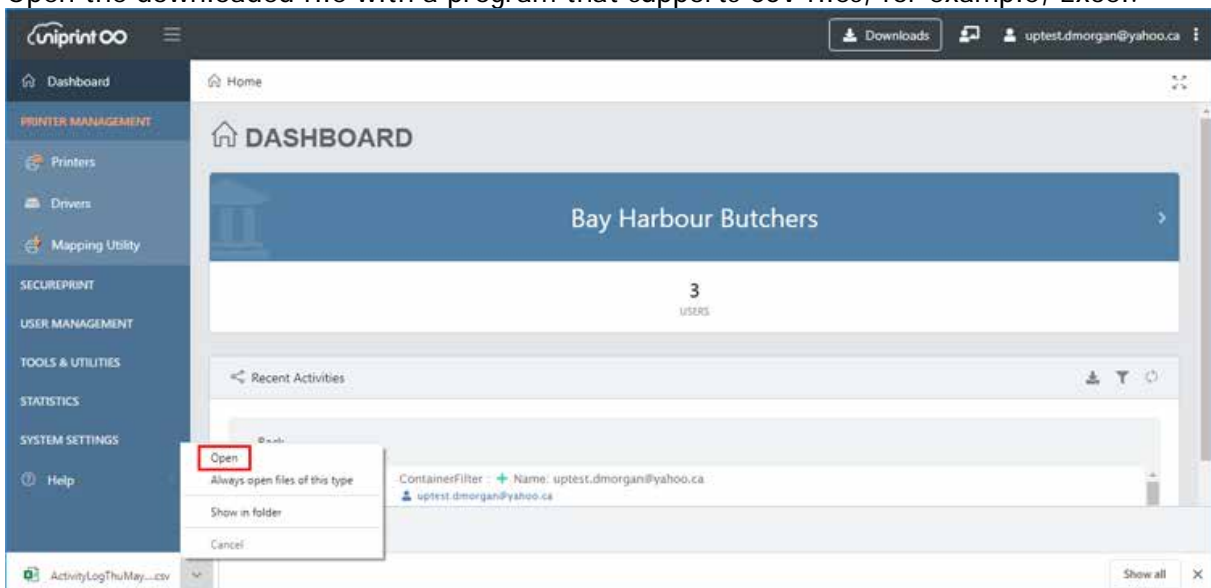 Open the downloaded file with a program that supports csv files, for example, Excel.
uniprint
Downloads
uptest.dmorgan@yahoo.ca
Dashboard
Home
PRINTER MANAGEMENT
DASHBOARD
Printers
Drivers
Bay Harbour Butchers
Mapping Utility
SECUREPRINT
3
USERS
USER MANAGEMENT
TOOLS & UTILITIES
Recent Activities
STATISTICS
SYSTEM SETTINGS
Back
Open
Help
Always open files of this type
ContainerFilter : + Name: uptest.dmorgan@yahoo.ca
uptest.dmorgan@yahoo.ca
Show in folder
Cancel
ActivityLogThuMay....csv
Show all